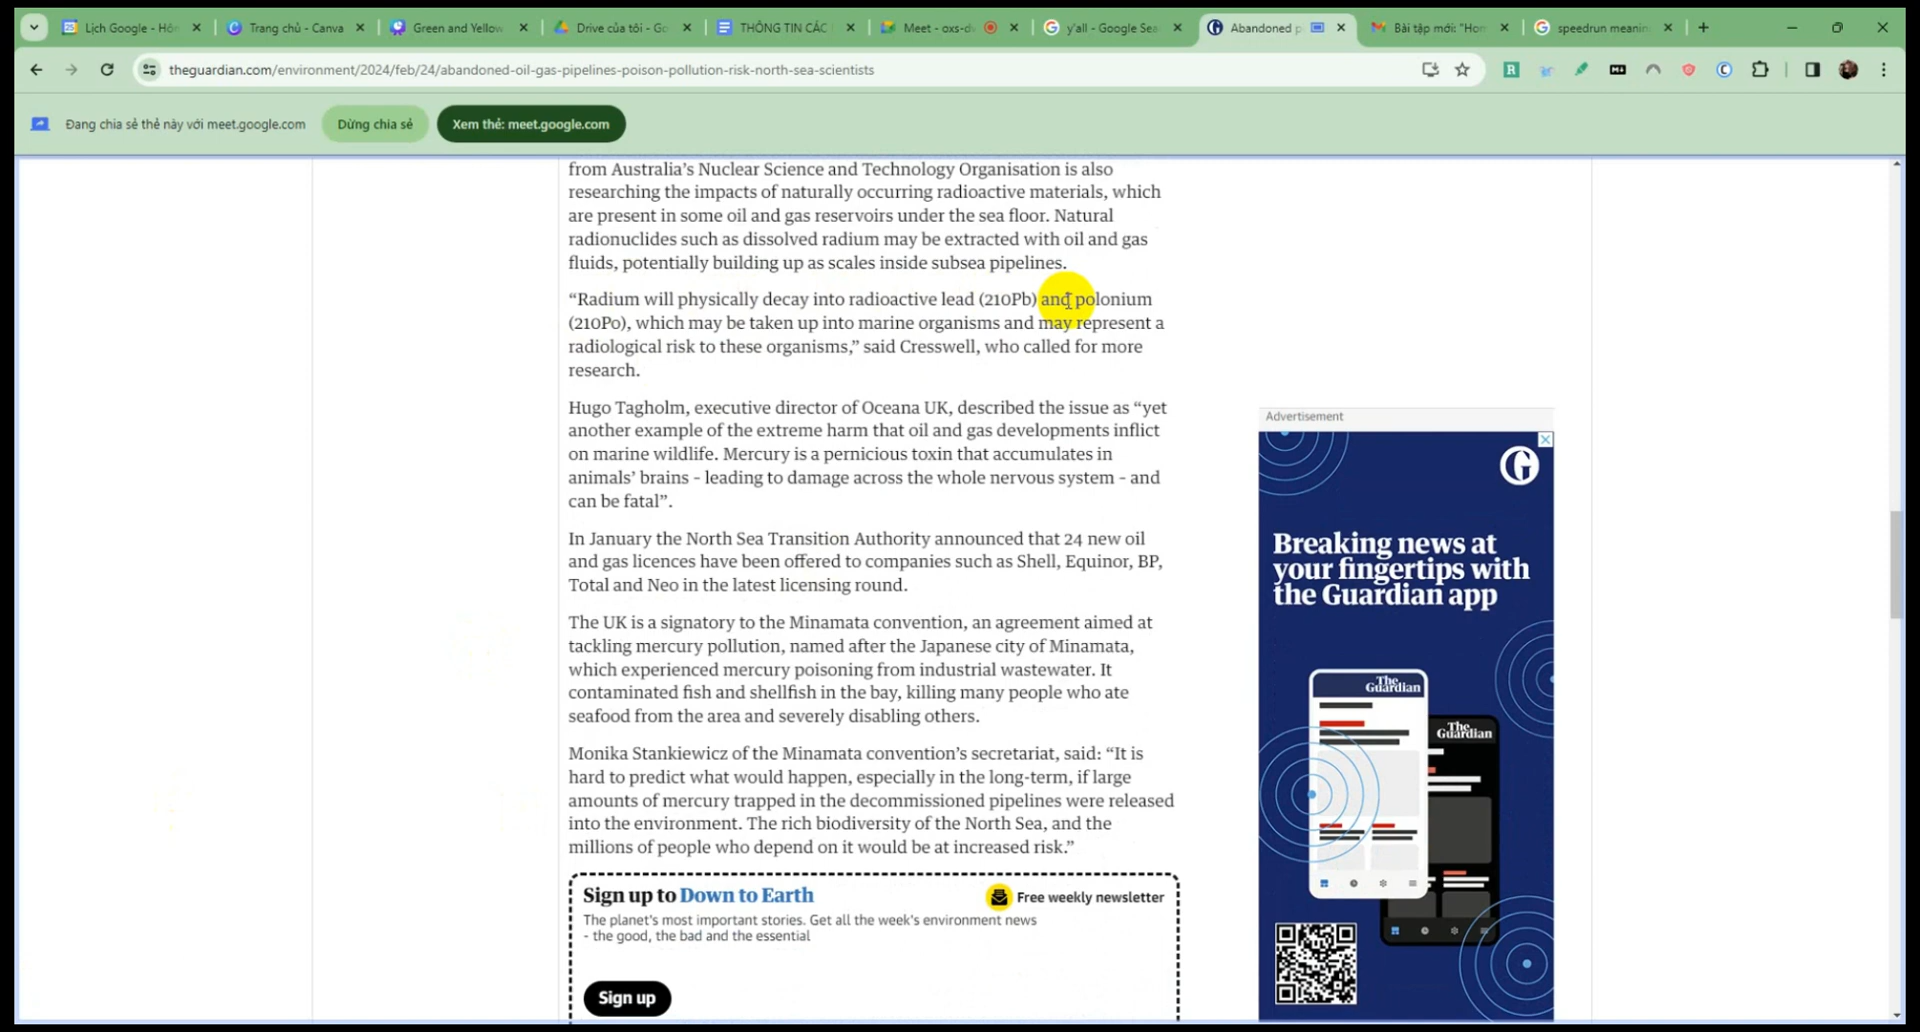 Lịch Google - Hôn
Trang chủ - Canva
Green and Yellow
Drive của tôi - Go
THÔNG TIN CÁC
Meet - oxs-dv
y'all - Google Sea
Abandoned p
Bài tập mới: "Hom
speedrun meanin
theguardian.com/environment/2024/feb/24/abandoned-oil-gas-pipelines-poison-pollution-risk-north-sea-scientists
Đang chia sẻ thẻ này với meet.google.com
Dừng chia sẻ
Xem thẻ: meet.google.com
from Australia's Nuclear Science and Technology Organisation is also
researching the impacts of naturally occurring radioactive materials, which
are present in some oil and gas reservoirs under the sea floor. Natural
radionuclides such as dissolved radium may be extracted with oil and gas
fluids, potentially building up as scales inside subsea pipelines.
“Radium will physically decay into radioactive lead (210Pb) and polonium
(210Po), which may be taken up into marine organisms and may represent a
radiological risk to these organisms,” said Cresswell, who called for more
research.
Hugo Tagholm, executive director of Oceana UK, described the issue as “yet
another example of the extreme harm that oil and gas developments inflict
on marine wildlife. Mercury is a pernicious toxin that accumulates in
animals’ brains - leading to damage across the whole nervous system - and
can be fatal”.
In January the North Sea Transition Authority announced that 24 new oil
and gas licences have been offered to companies such as Shell, Equinor, BP,
Total and Neo in the latest licensing round.
The UK is a signatory to the Minamata convention, an agreement aimed at
tackling mercury pollution, named after the Japanese city of Minamata,
which experienced mercury poisoning from industrial wastewater. It
contaminated fish and shellfish in the bay, killing many people who ate
seafood from the area and severely disabling others.
Monika Stankiewicz of the Minamata convention’s secretariat, said: “It is
hard to predict what would happen, especially in the long-term, if large
amounts of mercury trapped in the decommissioned pipelines were released
into the environment. The rich biodiversity of the North Sea, and the
millions of people who depend on it would be at increased risk.”
Sign up to Down to Earth
Free weekly newsletter
The planet's most important stories. Get all the week's environment news
- the good, the bad and the essential
Sign up
Advertisement
Breaking news at
your fingertips with
the Guardian app
The
Guardian
The
Guardian